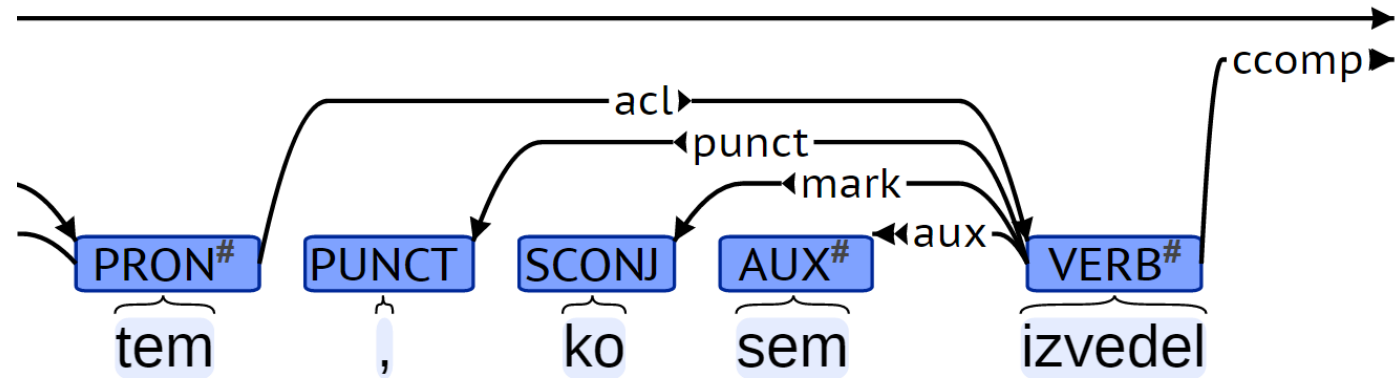 ccomp
acl
punct
mark
aux
PRON# PUNCT SCONJ AUX# VERB#
tem , ko sem izvedel